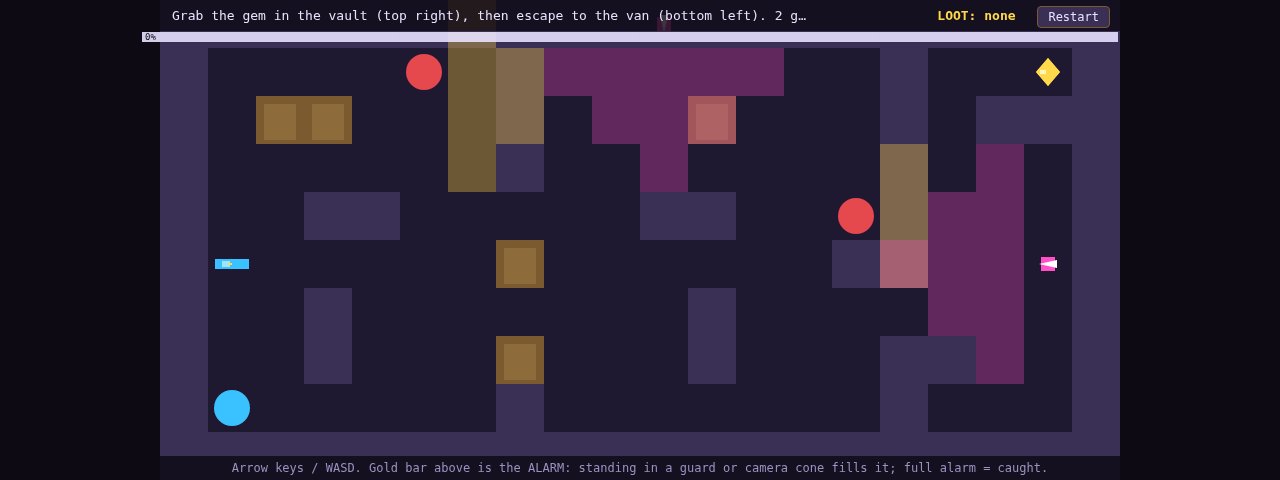 Grab the gem in the vault (top right), then escape to the van (bottom left). 2 g…
LOOT: none
Restart
0%
Arrow keys / WASD. Gold bar above is the ALARM: standing in a guard or camera cone fills it; full alarm = caught.